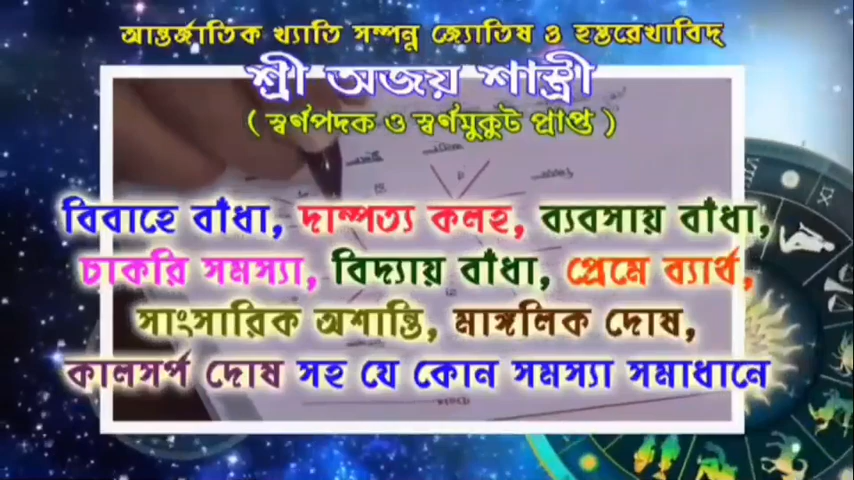 আন্তর্জাতিক খ্যাতি সম্পন্ন জ্যোতিষ ও হস্তরেখাবিদ্
শ্রী অজয় শাস্ত্রী
( স্বর্ণপদক ও স্বর্ণমুকুট প্রাপ্ত )
বিবাহে বাঁধা, দাম্পত্য কলহ, ব্যবসায় বাঁধা,
চাকরি সমস্যা, বিদ্যায় বাঁধা, প্রেমে ব্যার্থ,
সাংসারিক অশান্তি, মাঙ্গলিক দোষ,
কালসর্প দোষ সহ যে কোন সমস্যা সমাধানে